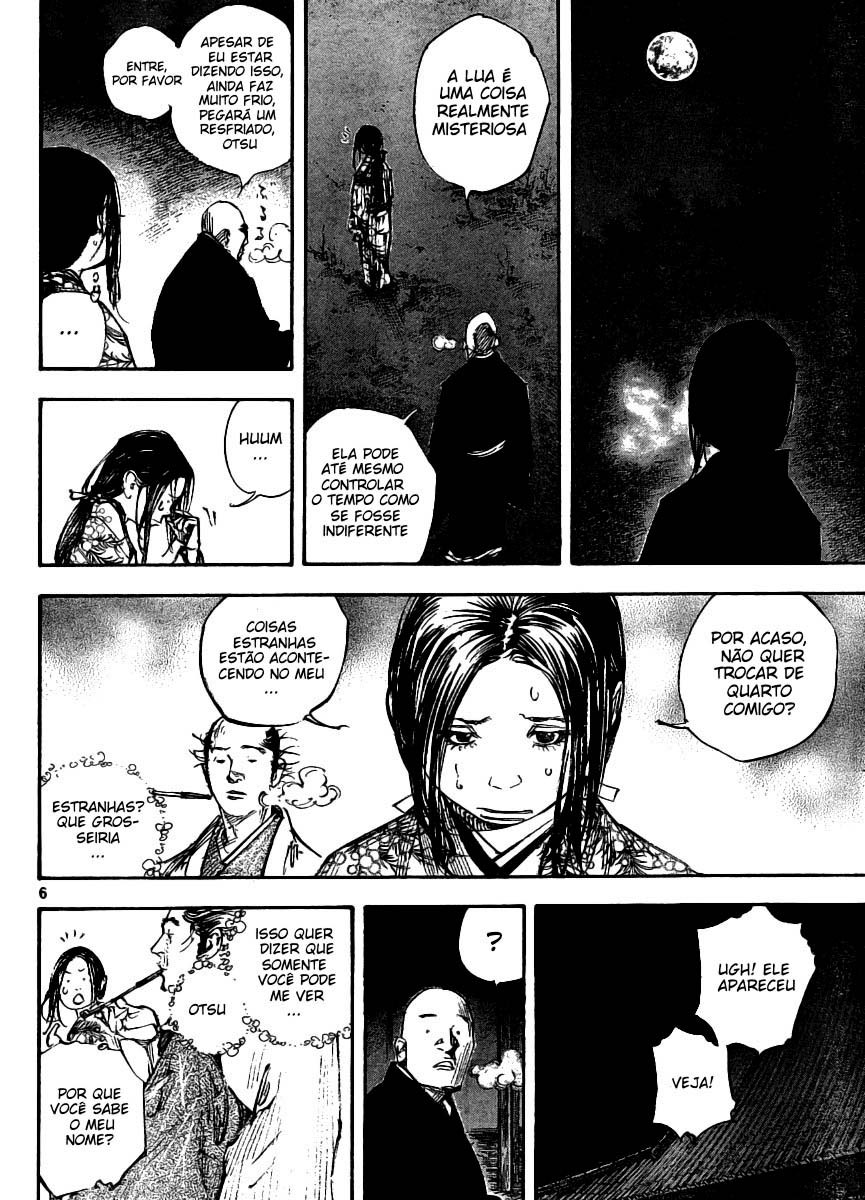 A LUA É
UMA COISA
REALMENTE
MISTERIOSA
ELA PODE
ATÉ MESMO
CONTROLAR
O TEMPO COMO
SE FOSSE
INDIFERENTE
APESAR DE
EU ESTAR
DIZENDO ISSO,
AINDA FAZ
MUITO FRIO,
PEGARÁ UM
RESFRIADO,
OTSU
ENTRE,
POR FAVOR
...
HUUM
...
POR ACASO,
NÃO QUER
TROCAR DE
QUARTO
COMIGO?
COISAS
ESTRANHAS
ESTÃO ACONTE-
CENDO NO MEU
...
ESTRANHAS?
QUE GROS-
SEIRIA
...
6
UGH! ELE
APARECEU
VEJA!
?
ISSO QUER
DIZER QUE
SOMENTE
VOCÊ PODE
ME VER
...
OTSU
POR QUE
VOCÊ SABE
O MEU
NOME?